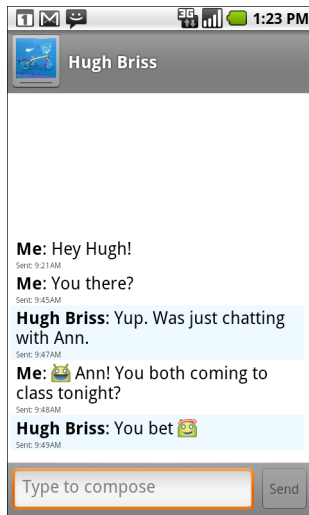 1 3G 1:23 PM
Hugh Briss
Me: Hey Hugh!
Sent: 9:21AM
Me: You there?
Sent: 9:45AM
Hugh Briss: Yup. Was just chatting
with Ann.
Sent: 9:47AM
Me: Ann! You both coming to
class tonight?
Sent: 9:48AM
Hugh Briss: You bet
Sent: 9:49AM
Type to compose
Send